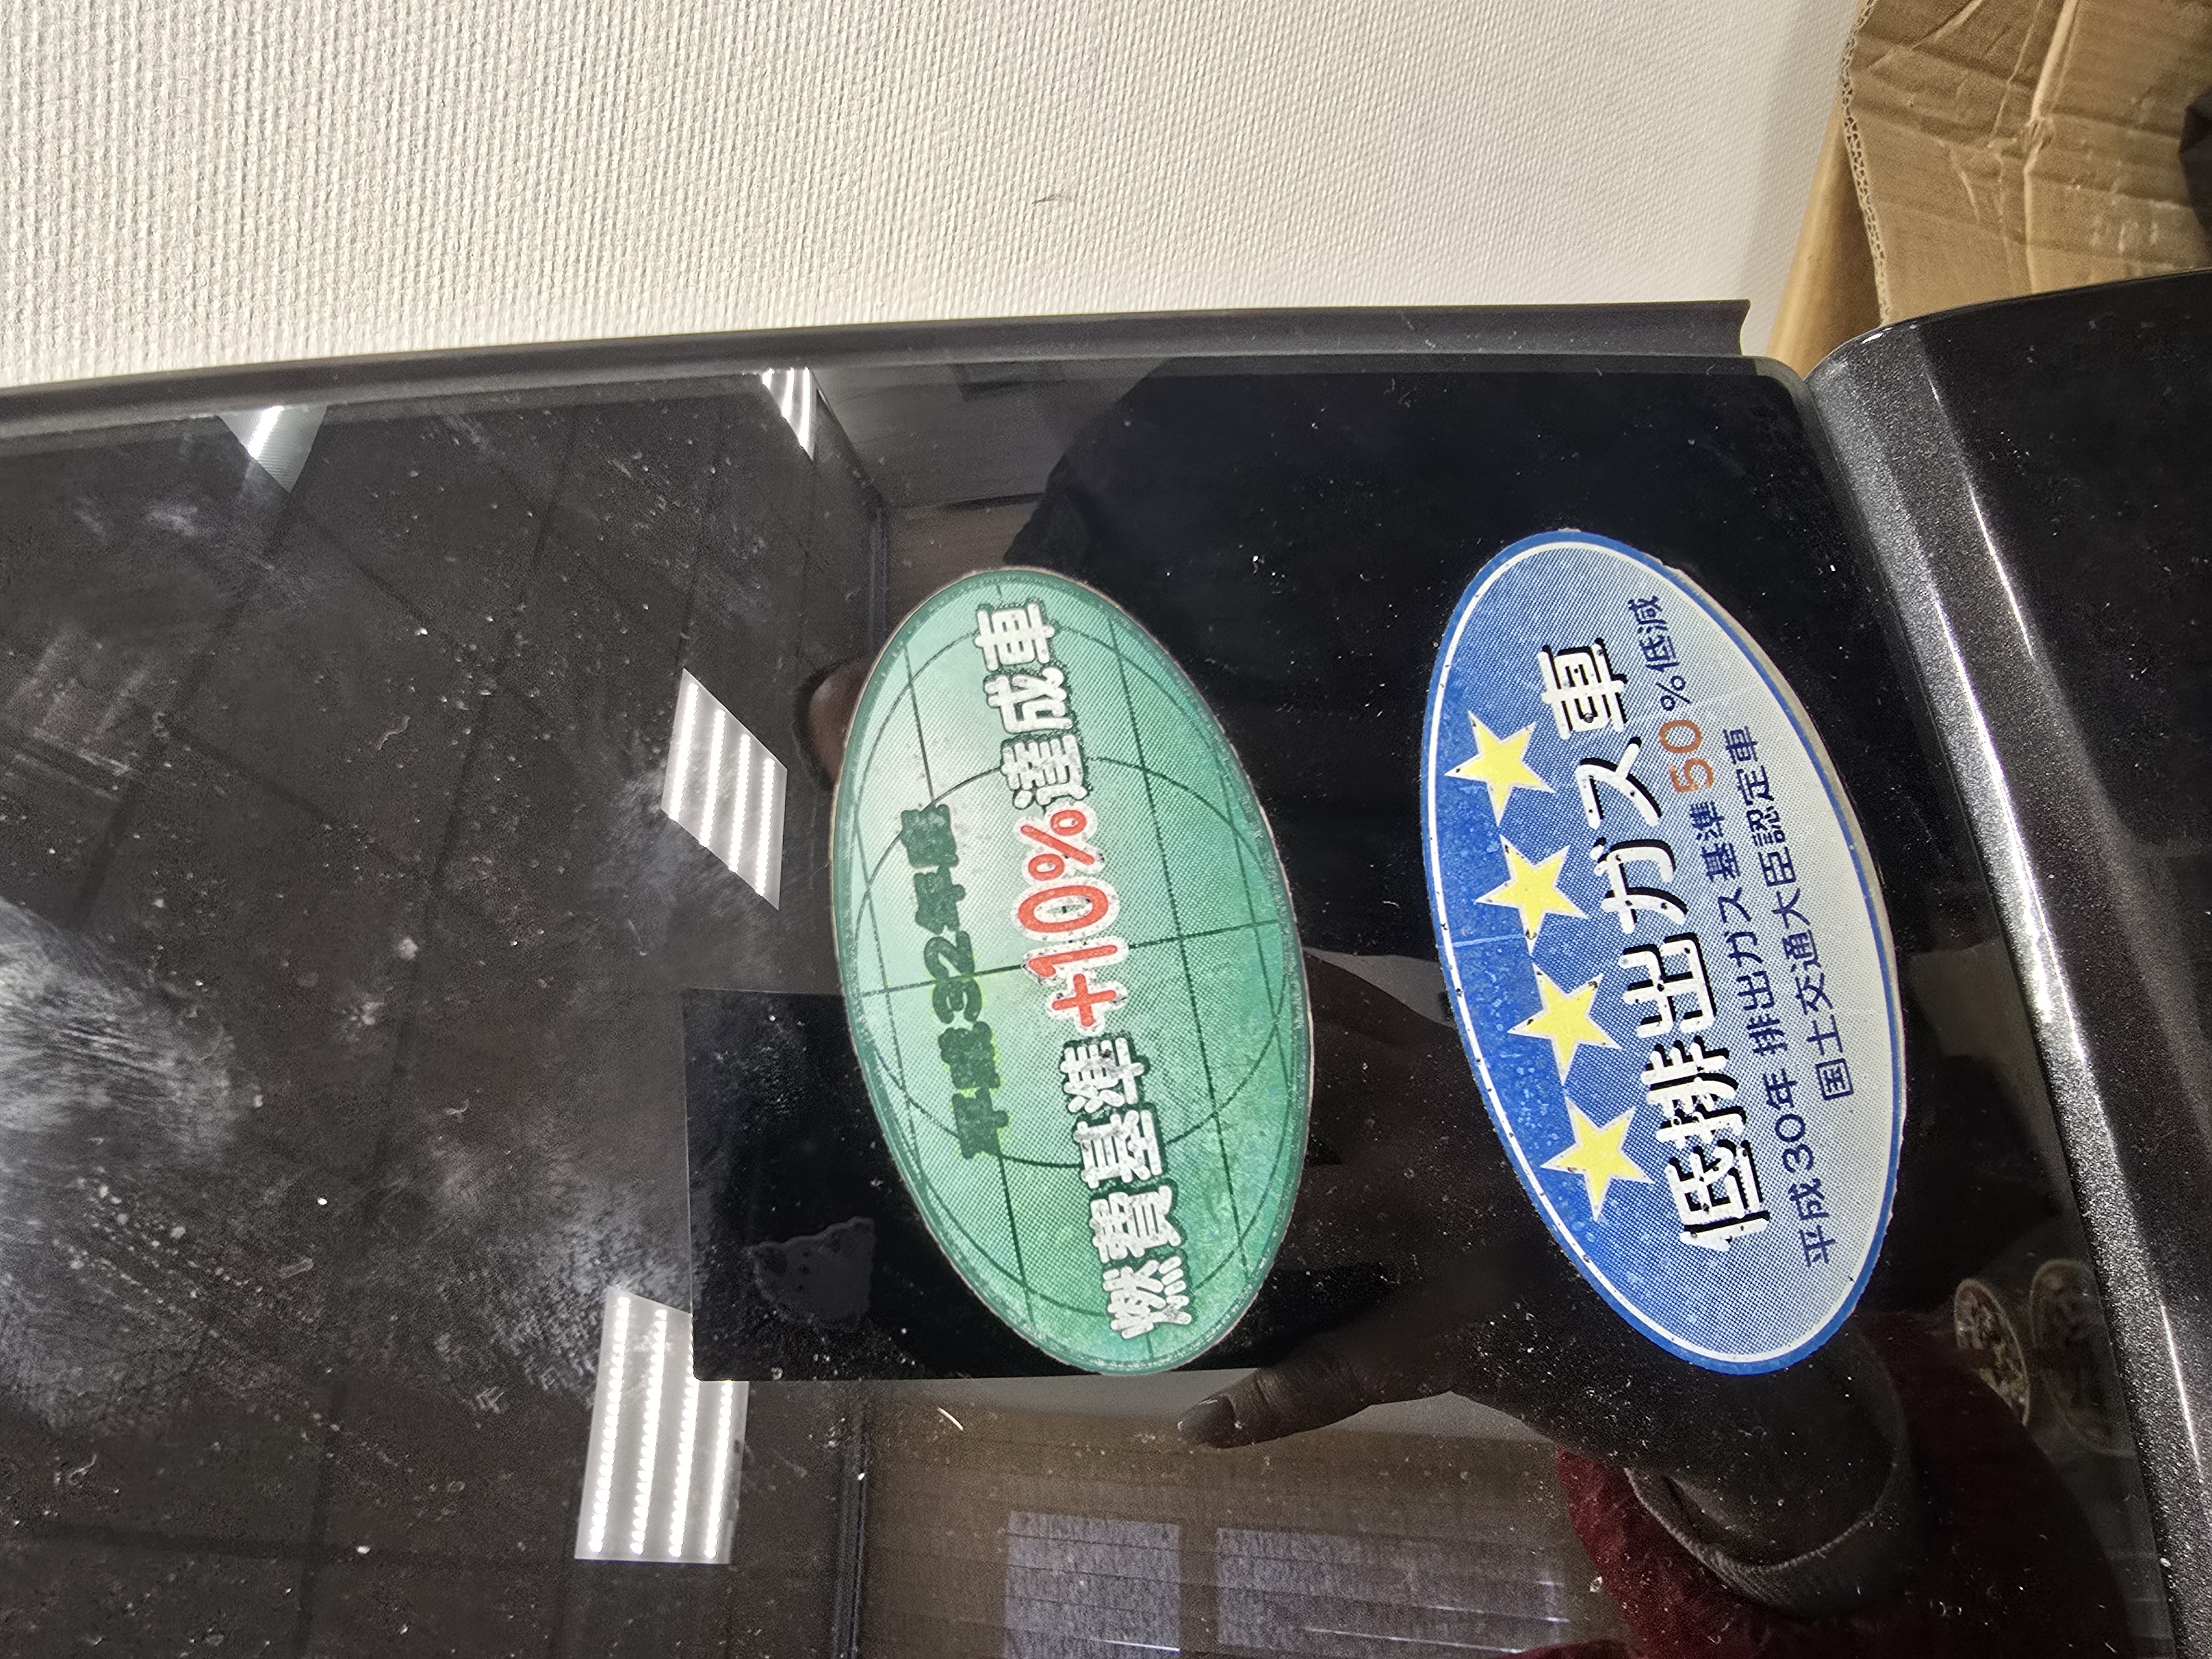 平成32年度
燃費基準+10%達成車
低排出ガス車
平成30年 排出ガス基準 50%低減
国土交通大臣認定車